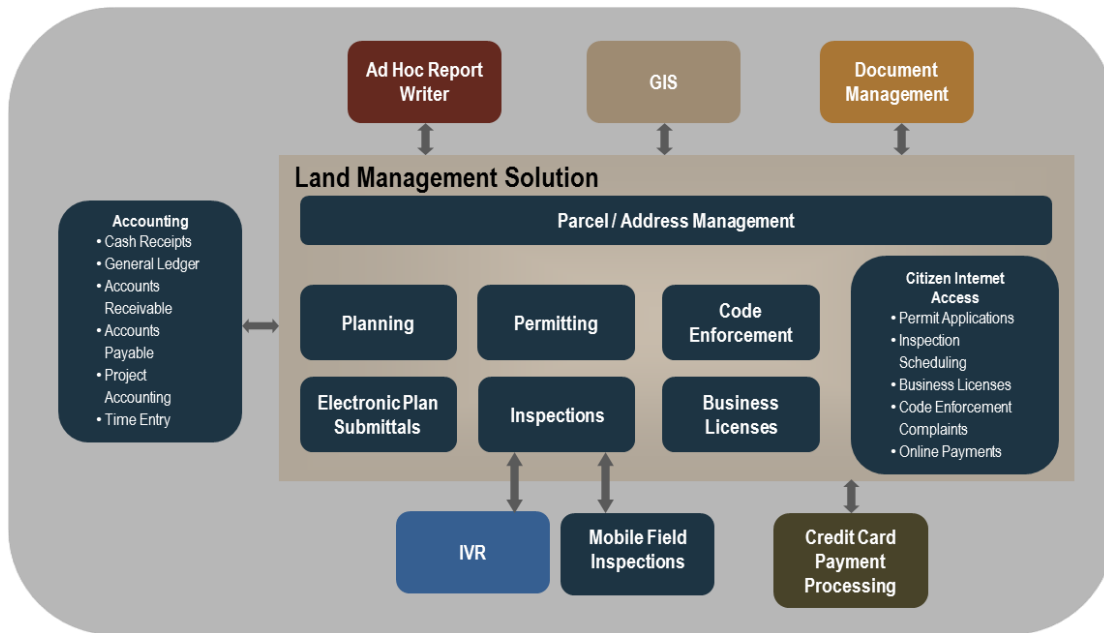 Ad Hoc Report
Writer
GIS
Document
Management
Land Management Solution
Parcel / Address Management
Accounting
• Cash Receipts
• General Ledger
• Accounts
Receivable
• Accounts
Payable
• Project
Accounting
• Time Entry
Planning
Permitting
Code
Enforcement
Electronic Plan
Submittals
Inspections
Business
Licenses
Citizen Internet
Access
• Permit Applications
• Inspection
Scheduling
• Business Licenses
• Code Enforcement
Complaints
• Online Payments
IVR
Mobile Field
Inspections
Credit Card
Payment
Processing